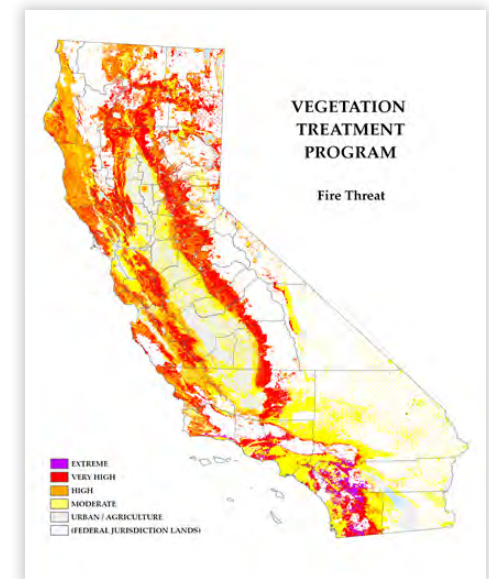 VEGETATION
TREATMENT
PROGRAM
Fire Threat
EXTREME
VERY HIGH
HIGH
MODERATE
URBAN / AGRICULTURE
(FEDERAL JURISDICTION LANDS)